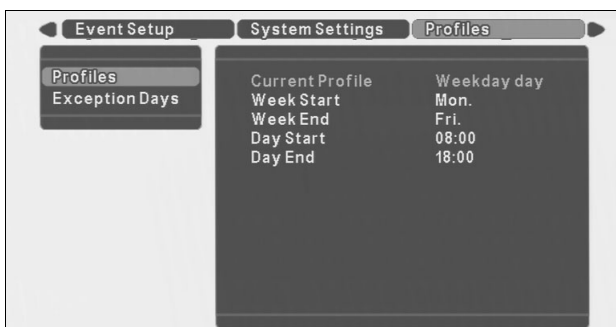 Event Setup System Settings Profiles
Profiles
Exception Days
Current Profile Weekday day
Week Start Mon.
Week End Fri.
Day Start 08:00
Day End 18:00